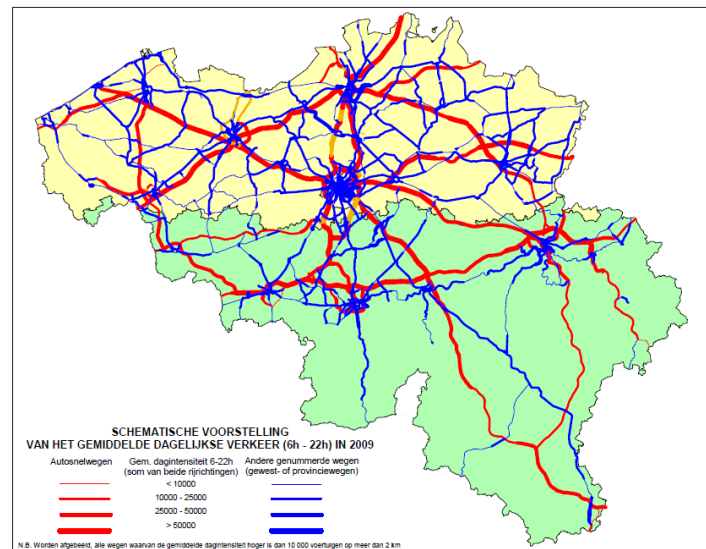 SCHEMATISCHE VOORSTELLING
VAN HET GEMIDDELDE DAGELIJKSE VERKEER (6h - 22h) IN 2009
Autosnelwegen Gem. dagintensiteit 6-22h Andere genummerde wegen
(som van beide rijrichtingen) (gewest- of provinciewegen)
< 10000
10000 - 25000
25000 - 50000
> 50000
N.B. Worden afgebeeld, alle wegen waarvan de gemiddelde dagintensiteit hoger is dan 10 000 voertuigen op meer dan 2 km